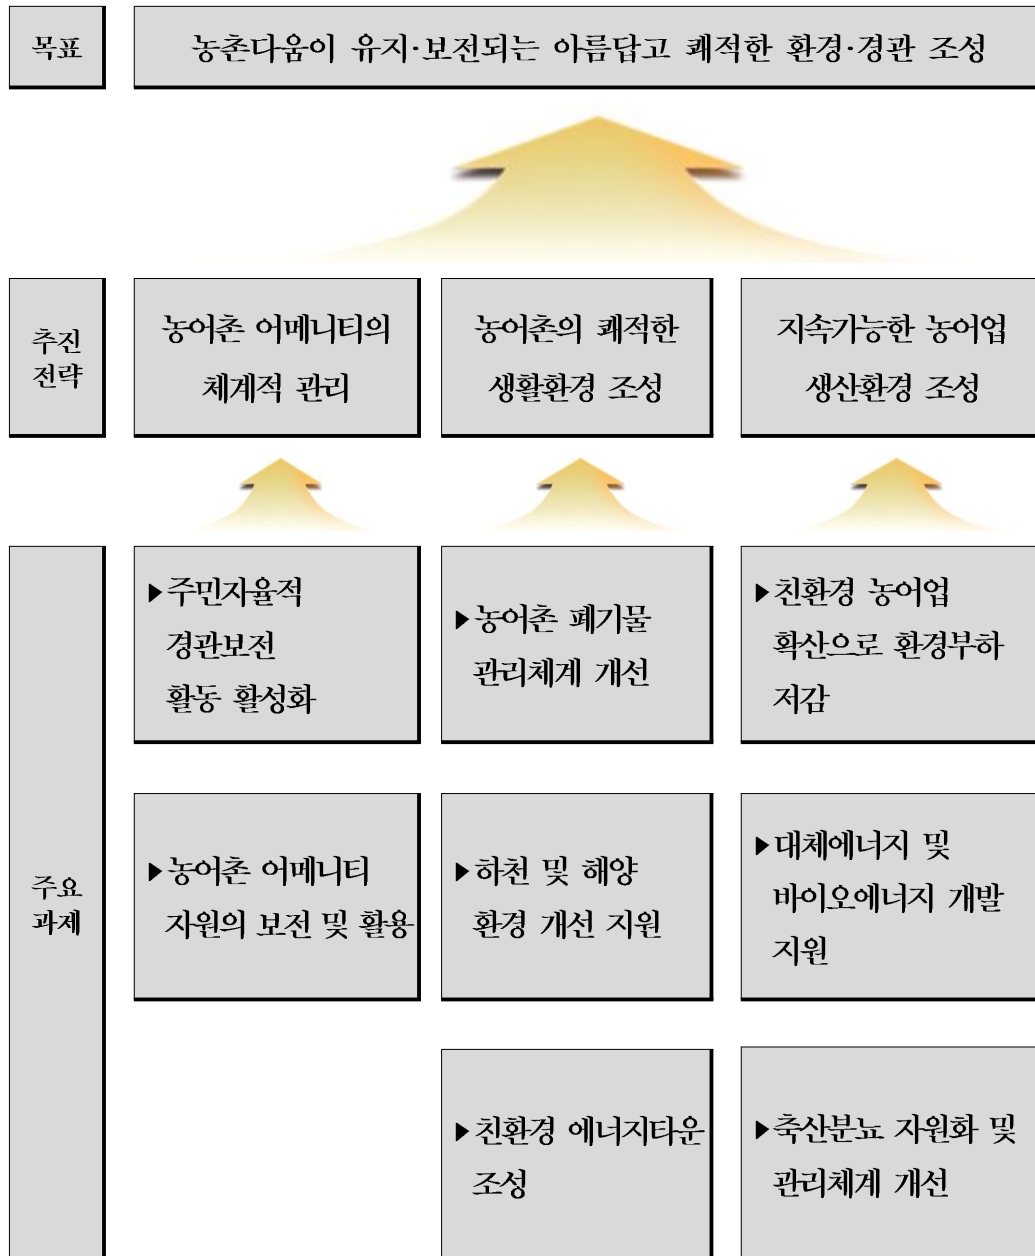 목표
농촌다움이 유지·보전되는 아름답고 쾌적한 환경·경관 조성
추진
전략
농어촌 어메니티의
체계적 관리
농어촌의 쾌적한
생활환경 조성
지속가능한 농어업
생산환경 조성
주요
과제
▶주민자율적
경관보전
활동 활성화
▶농어촌 폐기물
관리체계 개선
▶친환경 농어업
확산으로 환경부하
저감
▶농어촌 어메니티
자원의 보전 및 활용
▶하천 및 해양
환경 개선 지원
▶대체에너지 및
바이오에너지 개발
지원
▶친환경 에너지타운
조성
▶축산분뇨 자원화 및
관리체계 개선